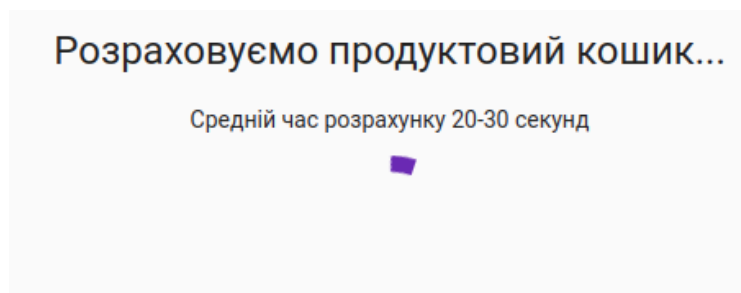 Розраховуємо продуктовий кошик...
Средній час розрахунку 20-30 секунд